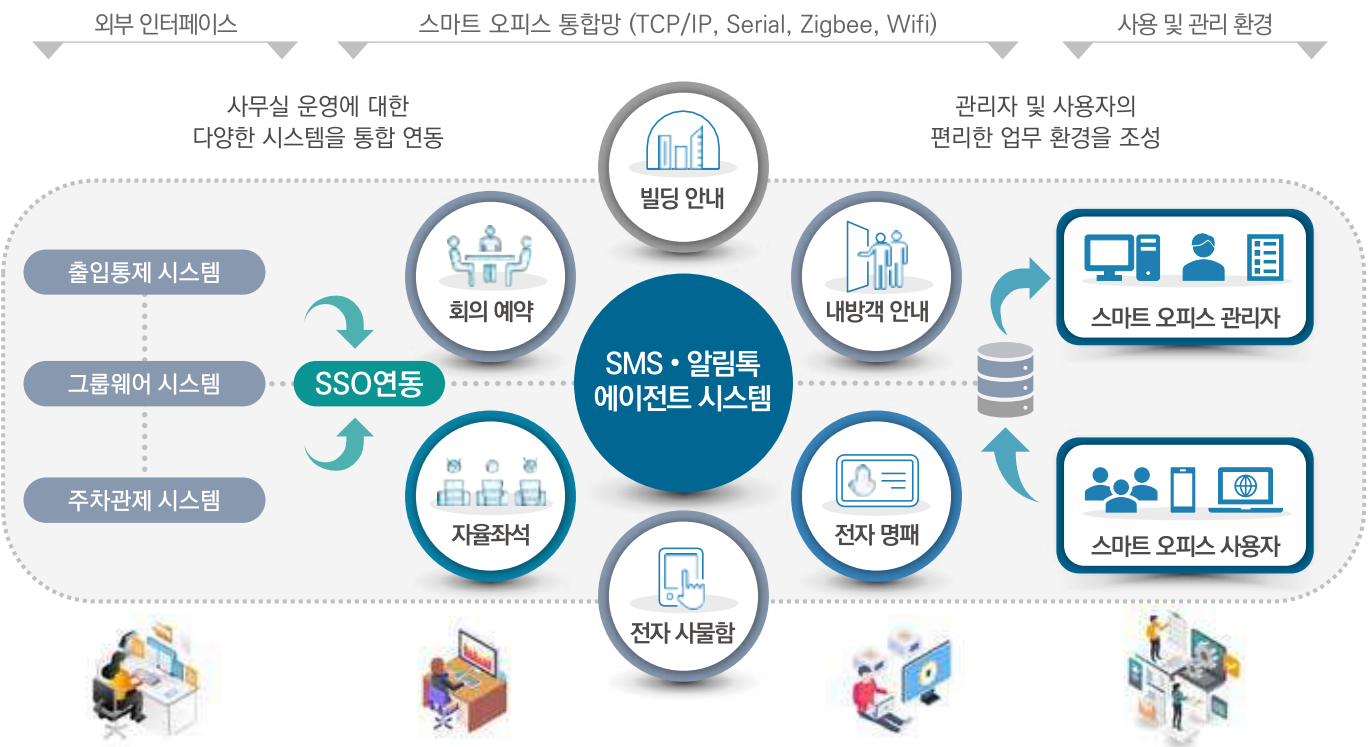 외부 인터페이스
스마트 오피스 통합망 (TCP/IP, Serial, Zigbee, Wifi)
사용 및 관리 환경
사무실 운영에 대한
다양한 시스템을 통합 연동
관리자 및 사용자의
편리한 업무 환경을 조성
빌딩 안내
출입통제 시스템
그룹웨어 시스템
주차관제 시스템
SSO연동
회의 예약
자율좌석
SMS • 알림톡
에이전트 시스템
전자 사물함
내방객 안내
전자 명패
스마트 오피스 관리자
스마트 오피스 사용자